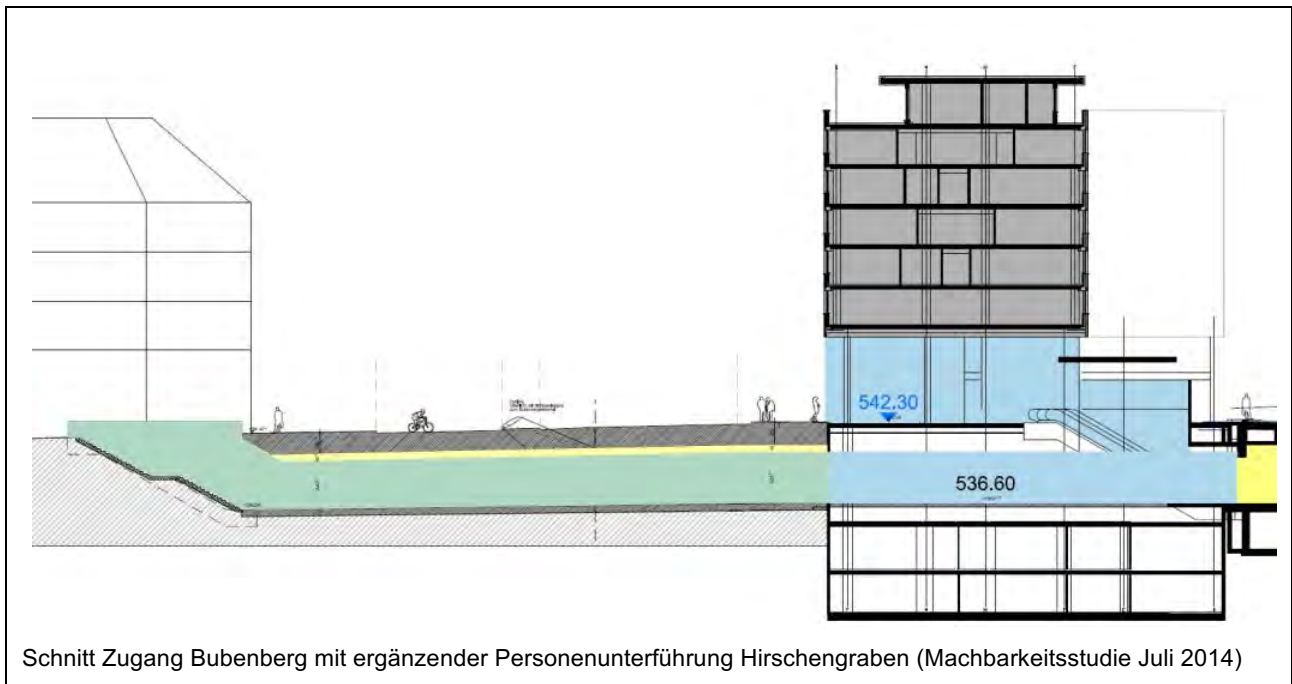 542.30
536.60
Schnitt Zugang Bubenberg mit ergänzender Personenunterführung Hirschengraben (Machbarkeitsstudie Juli 2014)